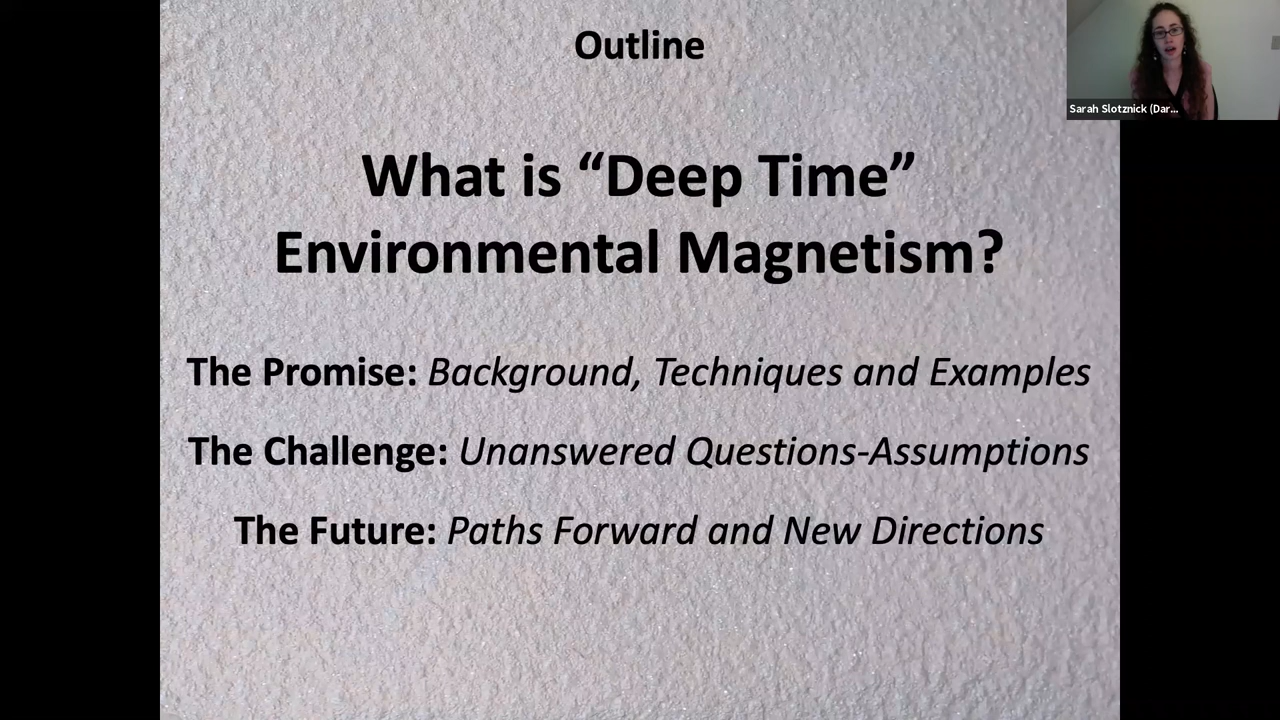 Outline
Sarah Slotznick (Dar...
What is “Deep Time”
Environmental Magnetism?
The Promise: Background, Techniques and Examples
The Challenge: Unanswered Questions-Assumptions
The Future: Paths Forward and New Directions